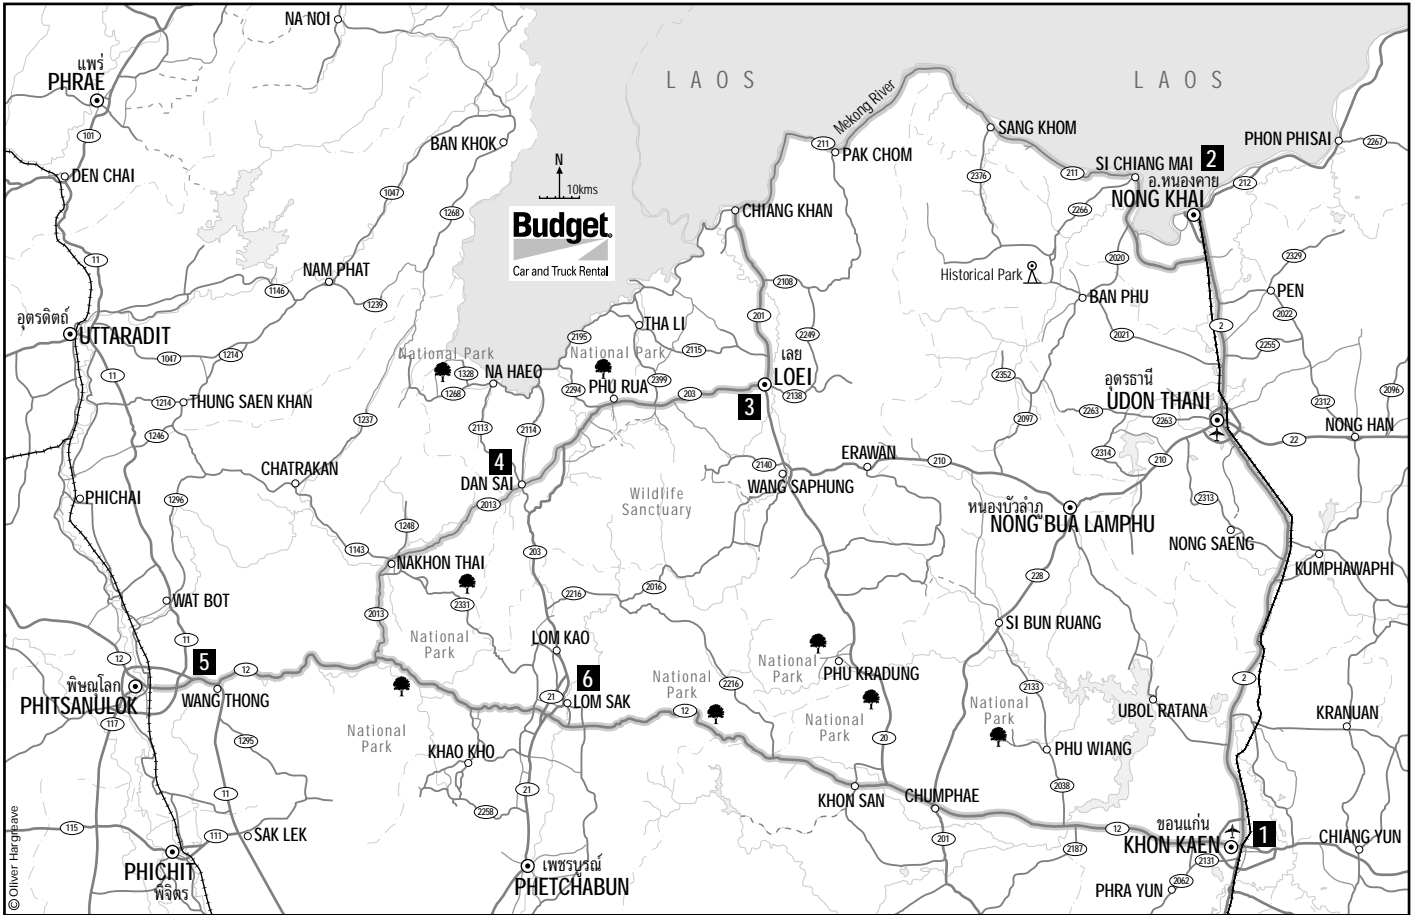 NA NOI
LAOS
LAOS
แพร่
PHRAE
101
DEN CHAI
BAN KHOK
1047
1268
N
10kms
Budget
Car and Truck Rental
Mekong River
211
PAK CHOM
SANG KHOM
2376
211
SI CHIANG MAI
2
อ.หนองคาย
NONG KHAI
212
PHON PHISAI
2267
2266
CHIANG KHAN
11
NAM PHAT
1146
1239
2108
201
2249
Historical Park
2020
BAN PHU
2021
2329
PEN
2022
2
2255
อุตรดิตถ์
UTTARADIT
1047
1214
11
THA LI
2195
2115
National Park
National Park
1328
NA HAEO
1268
2294
PHU RUA
2399
203
เลย
LOEI
3
2138
2352
2097
อุดรธานี
UDON THANI
2263
2263
2096
2312
NONG HAN
22
1214
THUNG SAEN KHAN
1246
1237
2113
2114
4
DAN SAI
2013
CHATRAKAN
PHICHAI
1296
1248
1143
NAKHON THAI
Wildlife
Sanctuary
2140
WANG SAPHUNG
ERAWAN
210
2314
210
หนองบัวลำภู
NONG BUA LAMPHU
2313
NONG SAENG
KUMPHAWAPHI
203
WAT BOT
2013
2331
2216
2016
228
SI BUN RUANG
11
12
5
12
National
Park
LOM KAO
พิษณุโลก
PHITSANULOK
WANG THONG
117
6
21
LOM SAK
National
Park
2216
12
National
Park
PHU KRADUNG
National
Park
20
2133
National
Park
PHU WIANG
2038
UBOL RATANA
2
KRANUAN
1295
National
Park
KHAO KHO
11
2258
21
KHON SAN
CHUMPHAE
201
12
2187
ขอนแก่น
KHON KAEN
1
2131
CHIANG YUN
2062
PHRA YUN
115
111
SAK LEK
PHICHIT
พิจิตร
เพชรบูรณ์
PHETCHABUN
© Oliver Hargreave